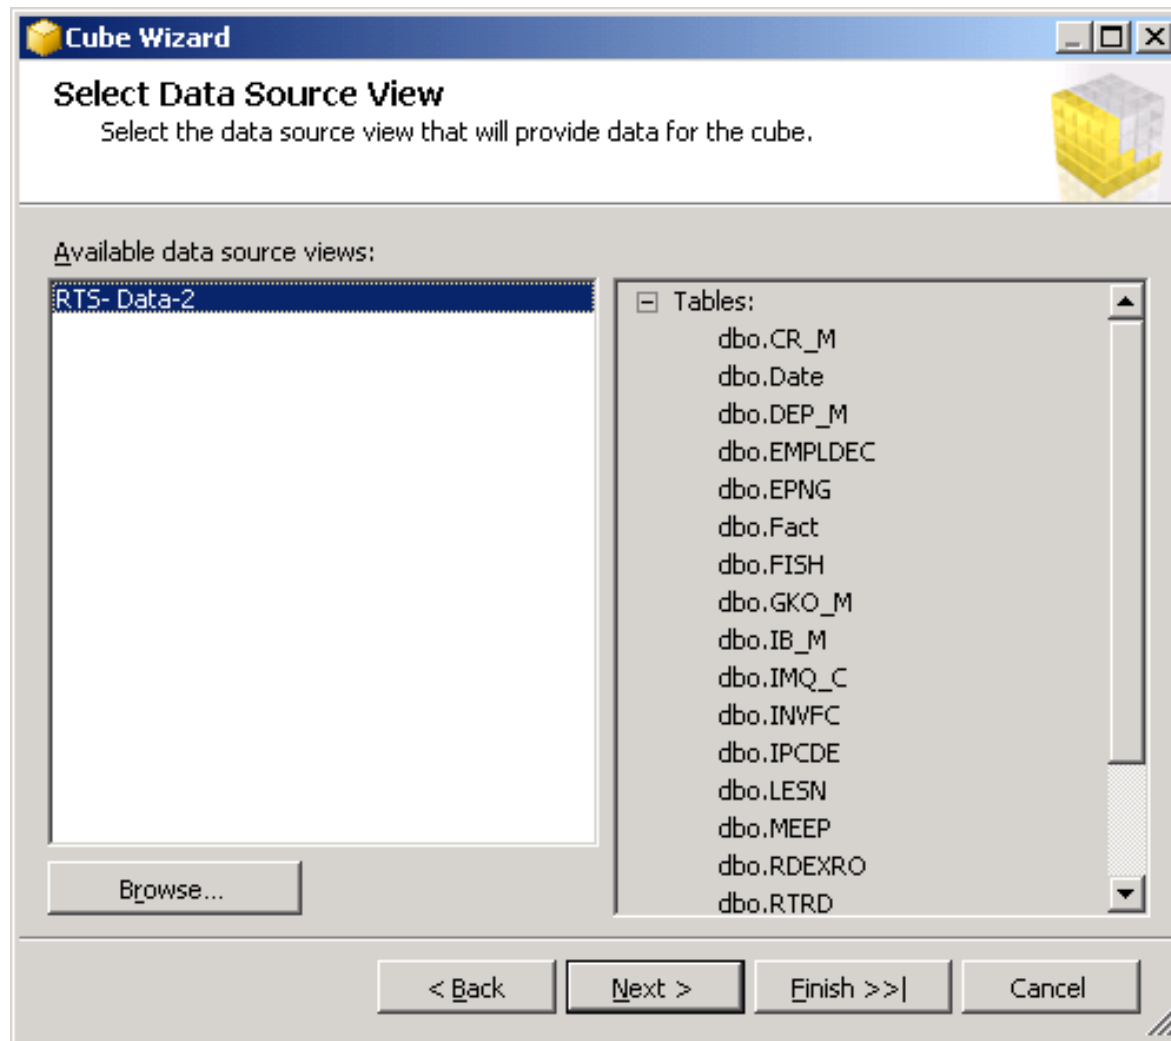 Cube Wizard
Select Data Source View
Select the data source view that will provide data for the cube.
Available data source views:
RTS- Data-2
Tables:
dbo.CR_M
dbo.Date
dbo.DEP_M
dbo.EMPLDEC
dbo.EPNG
dbo.Fact
dbo.FISH
dbo.GKO_M
dbo.IB_M
dbo.IMQ_C
dbo.INVFC
dbo.IPCDE
dbo.LESN
dbo.MEEP
dbo.RDEXRO
dbo.RTRD
Browse...
< Back
Next >
Finish >>|
Cancel